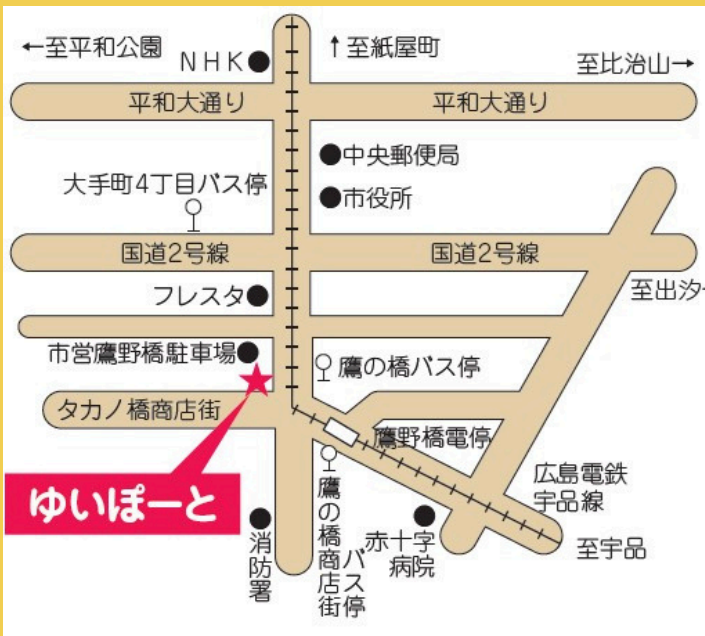 ←至平和公園
NHK
↑至紙屋町
至比治山→
平和大通り
平和大通り
中央郵便局
大手町4丁目バス停
市役所
国道2号線
国道2号線
至出汐
フレスタ
市営鷹野橋駐車場
鷹の橋バス停
タカノ橋商店街
鷹野橋電停
ゆいぽーと
広島電鉄
宇品線
至宇品
消防署
鷹の橋商店街
バス停
赤十字
病院